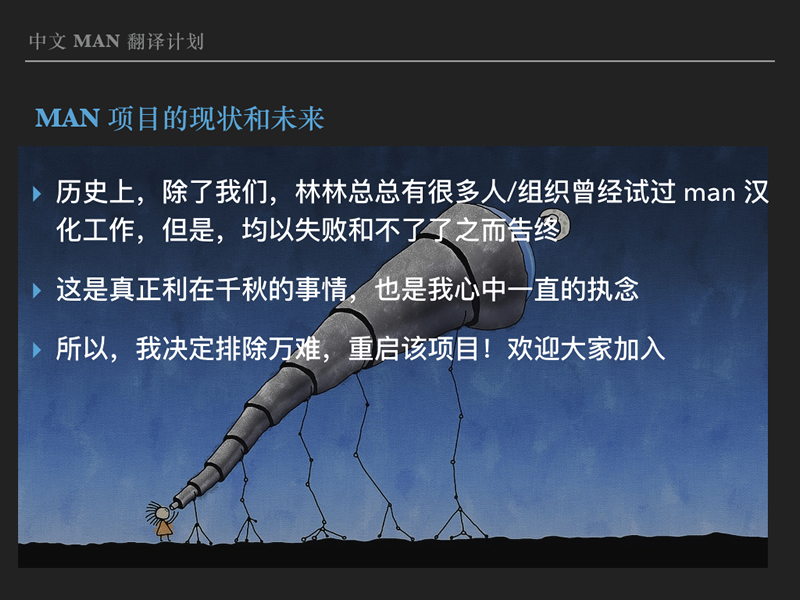 中文 MAN 翻译计划
MAN 项目的现状和未来
历史上，除了我们，林林总总有很多人/组织曾经试过 man 汉
化工作，但是，均以失败和不了了之而告终
这是真正利在千秋的事情，也是我心中一直的执念
所以，我决定排除万难，重启该项目！欢迎大家加入